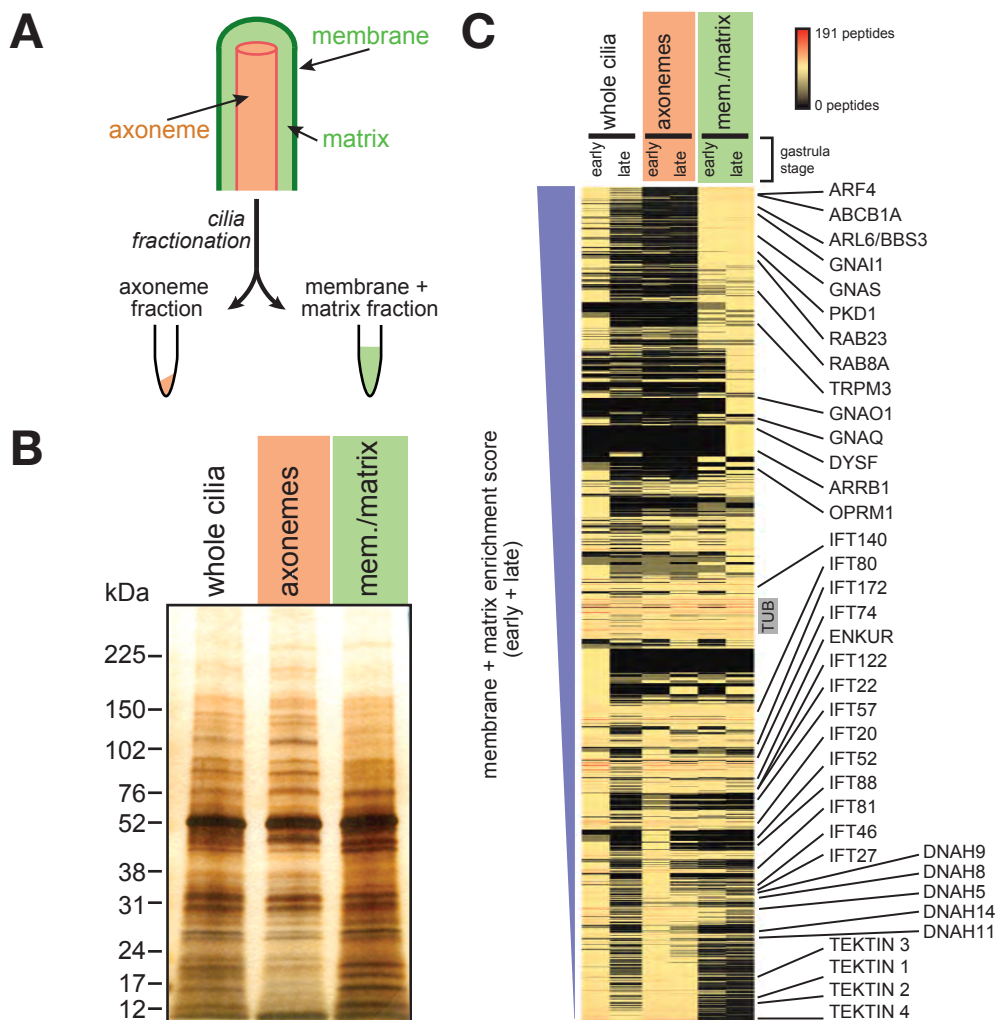 A
membrane
axoneme
matrix
cilia
fractionation
axoneme
fraction
membrane +
matrix fraction
B
whole cilia
axonemes
mem./matrix
kDa
225
150
102
76
52
38
31
24
17
12
C
191 peptides
0 peptides
whole cilia
axonemes
mem./matrix
early
late
early
late
early
late
gastrula
stage
membrane + matrix enrichment score
(early + late)
ARF4
ABCB1A
ARL6/BBS3
GNAI1
GNAS
PKD1
RAB23
RAB8A
TRPM3
GNAO1
GNAQ
DYSF
ARRB1
OPRM1
IFT140
IFT80
IFT172
TUB
IFT74
ENKUR
IFT122
IFT22
IFT57
IFT20
IFT52
IFT88
IFT81
IFT46
IFT27
DNAH9
DNAH8
DNAH5
DNAH14
DNAH11
TEKTIN 3
TEKTIN 1
TEKTIN 2
TEKTIN 4